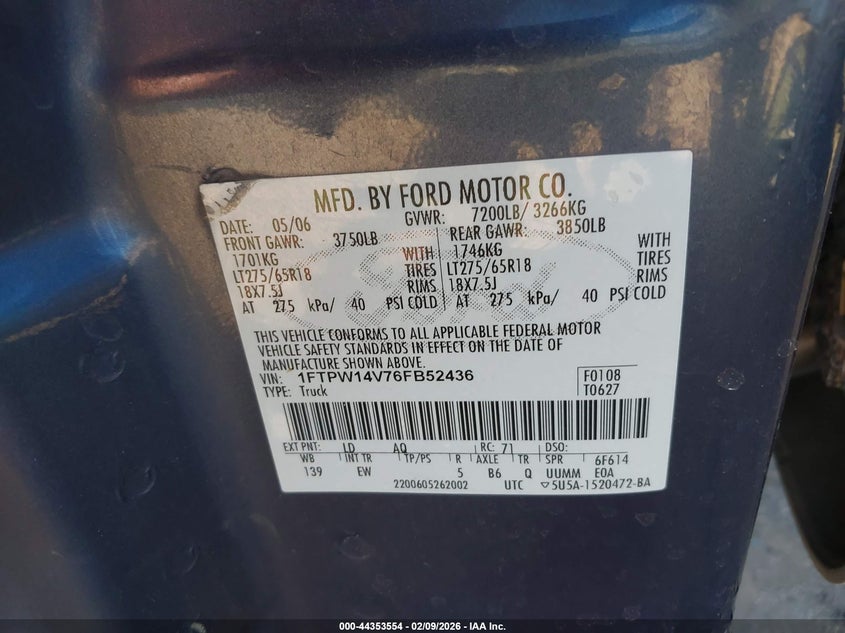 MFD. BY FORD MOTOR CO.
DATE: 05/06 GVWR: 7200LB/ 3266KG
FRONT GAWR: 3750LB REAR GAWR: 3850LB
1701KG WITH 1746KG WITH
LT275/65R18 TIRES LT275/65R18 TIRES
18X7.5J RIMS 18X7.5J RIMS
AT 275 kPa/ 40 PSI COLD AT 275 kPa/ 40 PSI COLD
THIS VEHICLE CONFORMS TO ALL APPLICABLE FEDERAL MOTOR
VEHICLE SAFETY STANDARDS IN EFFECT ON THE DATE OF
MANUFACTURE SHOWN ABOVE.
VIN: 1FTPW14V76FB52436 F0108
TYPE: Truck T0627
EXT PNT: LD AQ RC: 71 DSO:
WB INT TR TP/PS R AXLE TR SPR 6F614
139 EW 5 B6 Q UUMM EOA
2200605262002 UTC ▽5U5A-1520472-BA
000-44353554 - 02/09/2026 - IAA Inc.